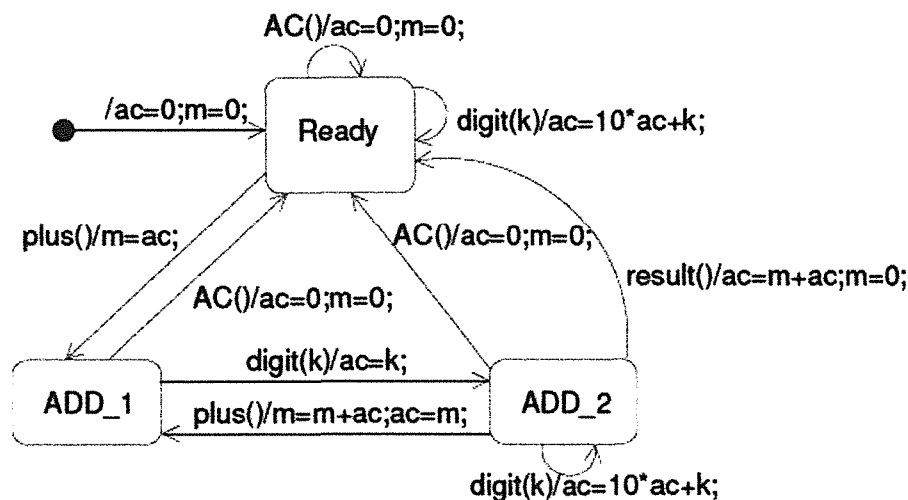 AC()/ac=0;m=0;
/ac=0;m=0;
Ready
digit(k)/ac=10*ac+k;
plus()/m=ac;
AC()/ac=0;m=0;
result()/ac=m+ac;m=0;
AC()/ac=0;m=0;
digit(k)/ac=k;
ADD_1
ADD_2
plus()/m=m+ac;ac=m;
digit(k)/ac=10*ac+k;